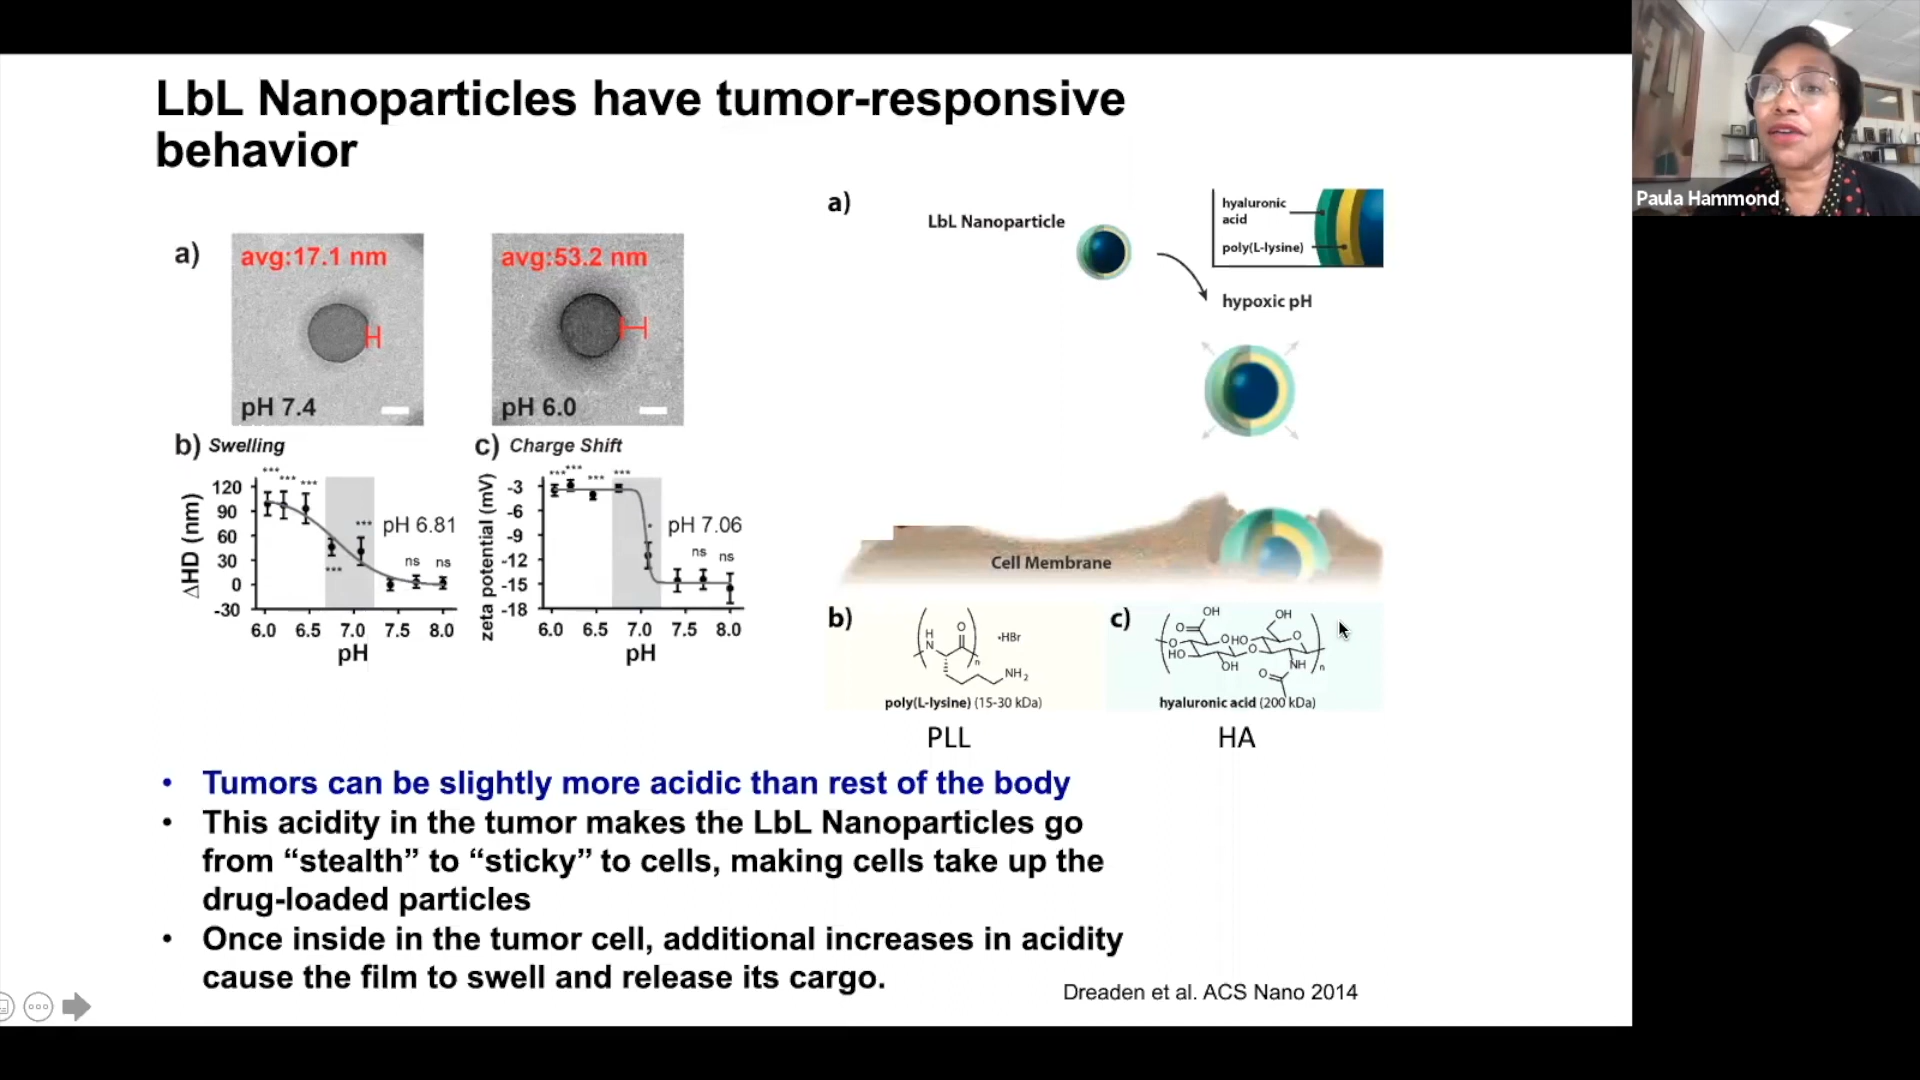 LbL Nanoparticles have tumor-responsive
behavior
a)
avg:17.1 nm
pH 7.4
avg:53.2 nm
pH 6.0
b) Swelling
ΔHD (nm)
120
90
60
30
0
-30
***
***
***
***
***
ns
ns
pH 6.81
6.0 6.5 7.0 7.5 8.0
pH
c) Charge Shift
zeta potential (mV)
-3
-6
-9
-12
-15
-18
***
***
***
***
*
ns
ns
pH 7.06
6.0 6.5 7.0 7.5 8.0
pH
a)
LbL Nanoparticle
hyaluronic
acid
poly(L-lysine)
hypoxic pH
Cell Membrane
b)
H
N
O
n
NH2
·HBr
poly(L-lysine) (15-30 kDa)
PLL
c)
OH
O
O
HO
OHO
OH
O
OH
O
NH
O
n
hyaluronic acid (200 kDa)
HA
• Tumors can be slightly more acidic than rest of the body
• This acidity in the tumor makes the LbL Nanoparticles go
from “stealth” to “sticky” to cells, making cells take up the
drug-loaded particles
• Once inside in the tumor cell, additional increases in acidity
cause the film to swell and release its cargo.
Dreaden et al. ACS Nano 2014
Paula Hammond